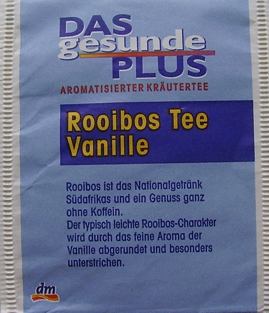 DAS
gesunde
PLUS
AROMATISIERTER KRÄUTERTEE
Rooibos Tee
Vanille
Rooibos ist das Nationalgetränk
Südafrikas und ein Genuss ganz
ohne Koffein.
Der typisch leichte Rooibos-Charakter
wird durch das feine Aroma der
Vanille abgerundet und besonders
unterstrichen.
dm